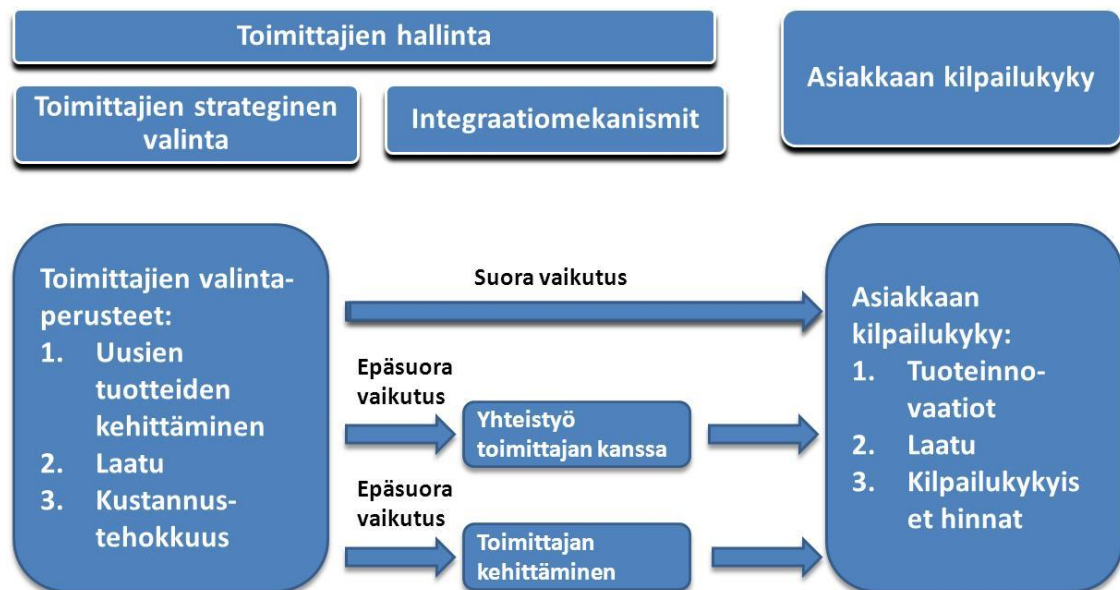 Toimittajien hallinta
Asiakkaan kilpailukyky
Toimittajien strateginen
valinta
Integraatiomekanismit
Toimittajien valinta-
perusteet:
1. Uusien
tuotteiden
kehittäminen
2. Laatu
3. Kustannus-
tehokkuus
Suora vaikutus
Epäsuora
vaikutus
Yhteistyö
toimittajan kanssa
Epäsuora
vaikutus
Toimittajan
kehittäminen
Asiakkaan
kilpailukyky:
1. Tuoteinno-
vaatiot
2. Laatu
3. Kilpailukykyis
et hinnat